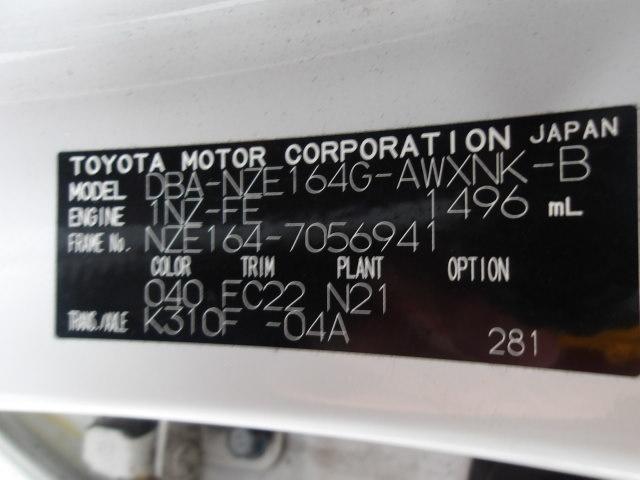 TOYOTA MOTOR CORPORATION JAPAN
MODEL DBA-NZE164G-AWXNK-B
ENGINE 1NZ-FE 1496 mL
FRAME No. NZE164-7056941
COLOR TRIM PLANT OPTION
040 FC22 N21
TRANS./AXLE K310F -04A
281